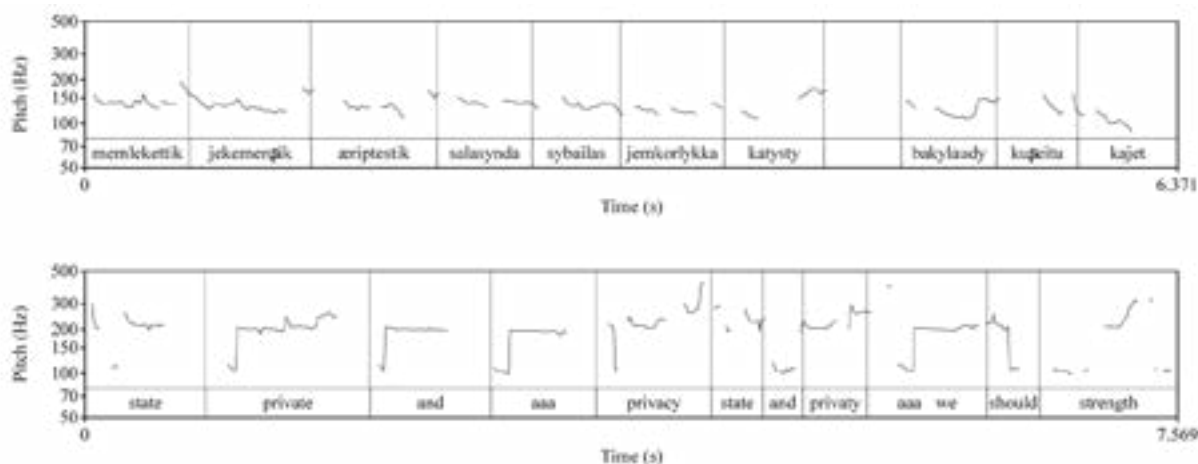 500
300
200
150
100
70
50
Pitch (Hz)
memlekettik æriptestik salasynda sybailas jemkorlykka katysty bakylaudy kajet
0 6.371
Time (s)
500
300
200
150
100
70
50
Pitch (Hz)
state private and aaa privacy state and privaty aaa we should strength
0 7.569
Time (s)